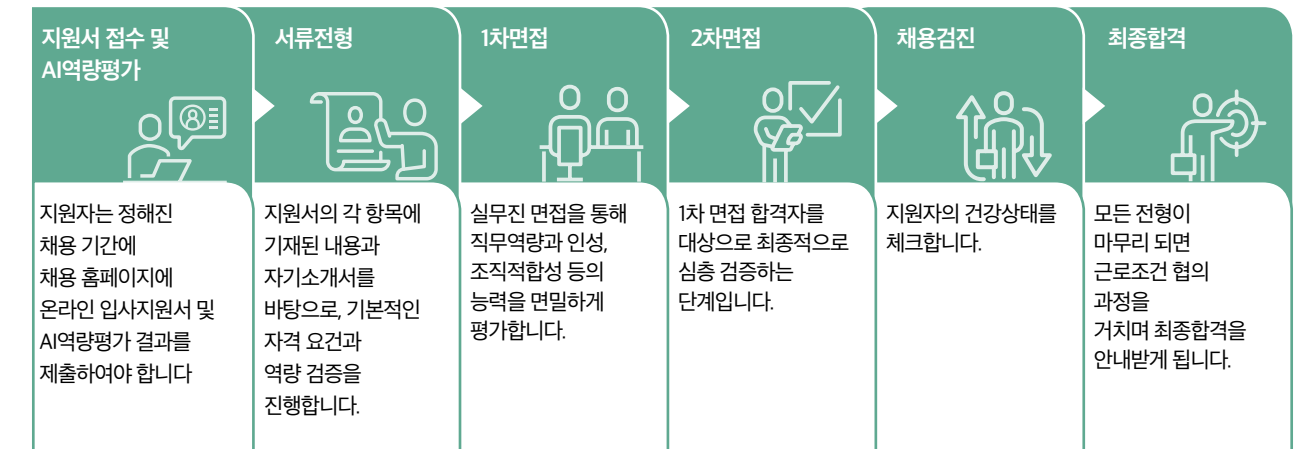 지원서 접수 및
AI역량평가
지원자는 정해진
채용 기간에
채용 홈페이지에
온라인 입사지원서 및
AI역량평가 결과를
제출하여야 합니다
서류전형
지원서의 각 항목에
기재된 내용과
자기소개서를
바탕으로, 기본적인
자격 요건과
역량 검증을
진행합니다.
1차면접
실무진 면접을 통해
직무역량과 인성,
조직적합성 등의
능력을 면밀하게
평가합니다.
2차면접
1차 면접 합격자를
대상으로 최종적으로
심층 검증하는
단계입니다.
채용검진
지원자의 건강상태를
체크합니다.
최종합격
모든 전형이
마무리 되면
근로조건 협의
과정을
거치며 최종합격을
안내받게 됩니다.